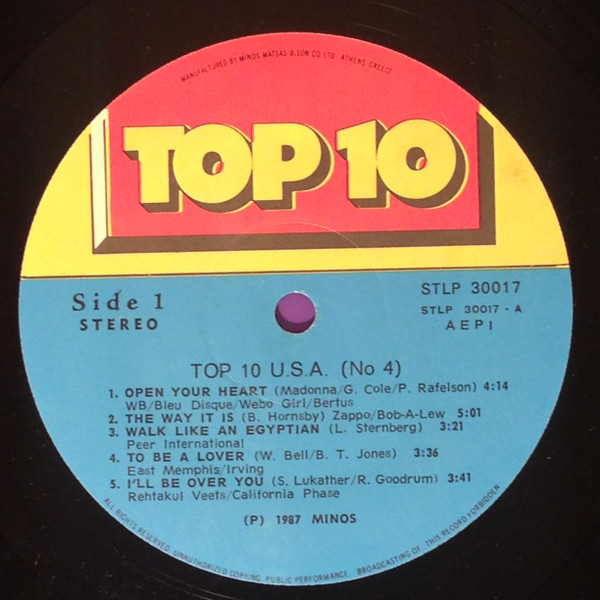 MANUFACTURED BY MINOS MATSAS & SON CO. LTD. ATHENS, GREECE
TOP 10
Side 1
STEREO
STLP 30017
STLP 30017 - A
AEPI
TOP 10 U.S.A. (No 4)
1. OPEN YOUR HEART (Madonna/G. Cole/P. Rafelson) 4:14
WB/Bleu Disque/Webo Girl/Bertus
2. THE WAY IT IS (B. Hornsby) Zappo/Bob-A-Lew 5:01
3. WALK LIKE AN EGYPTIAN (L. Sternberg) 3:21
Peer International
4. TO BE A LOVER (W. Bell/B. T. Jones) 3:36
East Memphis/Irving
5. I'LL BE OVER YOU (S. Lukather/R. Goodrum) 3:41
Rehtakul Veets/California Phase
(P) 1987 MINOS
ALL RIGHTS RESERVED. UNAUTHORIZED COPYING, PUBLIC PERFORMANCE, BROADCASTING OF THIS RECORD FORBIDDEN